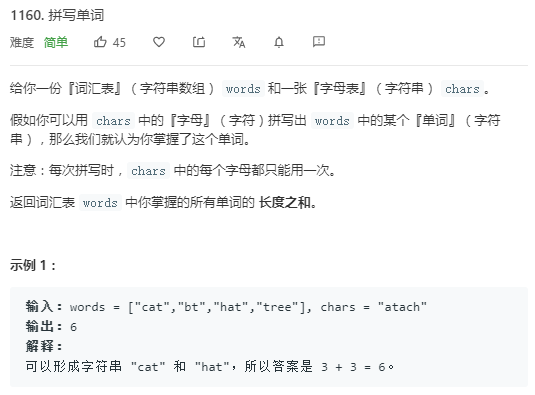 1160. 拼写单词
难度 简单 45
给你一份『词汇表』（字符串数组） words 和一张『字母表』（字符串） chars。
假如你可以用 chars 中的『字母』（字符）拼写出 words 中的某个『单词』（字符
串），那么我们就认为你掌握了这个单词。
注意：每次拼写时，chars 中的每个字母都只能用一次。
返回词汇表 words 中你掌握的所有单词的 长度之和。
示例 1：
输入：words = ["cat","bt","hat","tree"], chars = "atach"
输出：6
解释：
可以形成字符串 "cat" 和 "hat"，所以答案是 3 + 3 = 6。